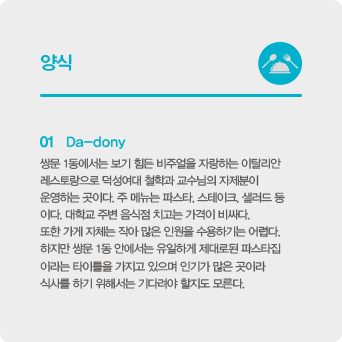 양식
01 Da-dony
쌍문 1동에서는 보기 힘든 비주얼을 자랑하는 이탈리안
레스토랑으로 덕성여대 철학과 교수님의 자제분이
운영하는 곳이다. 주 메뉴는 파스타, 스테이크, 샐러드 등
이다. 대학교 주변 음식점 치고는 가격이 비싸다.
또한 가게 자체는 작아 많은 인원을 수용하기는 어렵다.
하지만 쌍문 1동 안에서는 유일하게 제대로된 파스타집
이라는 타이틀을 가지고 있으며 인기가 많은 곳이라
식사를 하기 위해서는 기다려야 할지도 모른다.